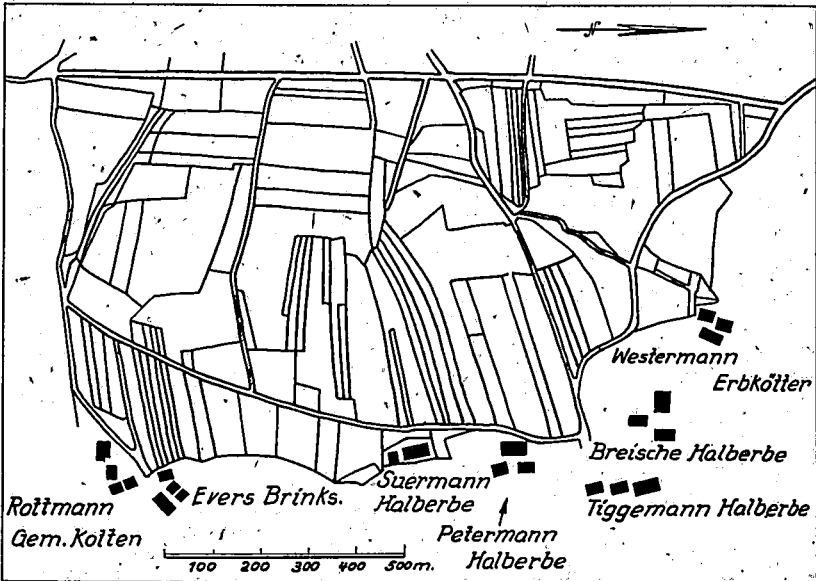 N
Westermann
Erbkötter
Breische Halberbe
Tiggemann Halberbe
Suermann
Halberbe
Petermann
Halberbe
Evers Brinks.
Rottmann
Gem. Kotten
100 200 300 400 500m.